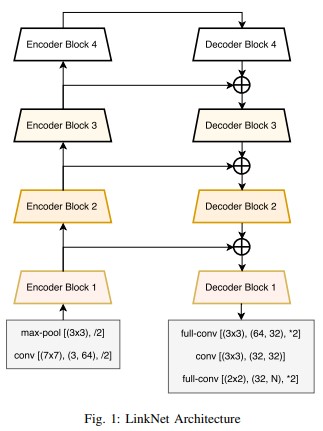 Encoder Block 4
Decoder Block 4
Encoder Block 3
Decoder Block 3
Encoder Block 2
Decoder Block 2
Encoder Block 1
Decoder Block 1
max-pool [(3x3), /2]
conv [(7x7), (3, 64), /2]
full-conv [(3x3), (64, 32), *2]
conv [(3x3), (32, 32)]
full-conv [(2x2), (32, N), *2]
Fig. 1: LinkNet Architecture